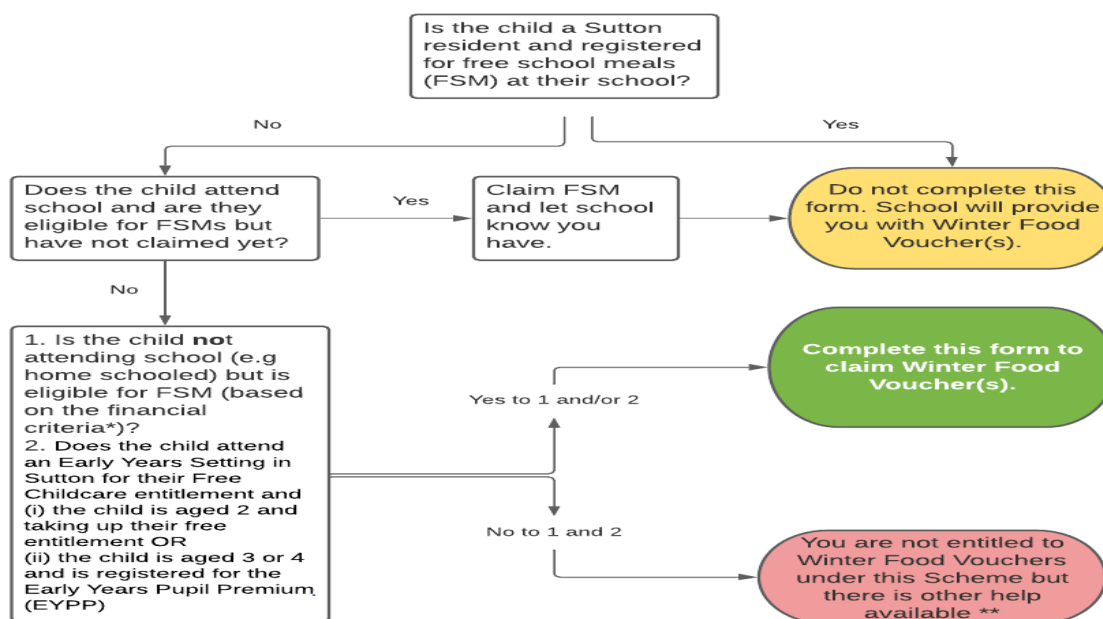 Is the child a Sutton
resident and registered
for free school meals
(FSM) at their school?
No
Yes
Does the child attend
school and are they
eligible for FSMs but
have not claimed yet?
Yes
Claim FSM
and let school
know you
have.
Do not complete this
form. School will provide
you with Winter Food
Voucher(s).
No
1. Is the child not
attending school (e.g
home schooled) but is
eligible for FSM (based
on the financial
criteria*)?
2. Does the child attend
an Early Years Setting in
Sutton for their Free
Childcare entitlement and
(i) the child is aged 2 and
taking up their free
entitlement OR
(ii) the child is aged 3 or 4
and is registered for the
Early Years Pupil Premium
(EYPP)
Yes to 1 and/or 2
Complete this form to
claim Winter Food
Voucher(s).
No to 1 and 2
You are not entitled to
Winter Food Vouchers
under this Scheme but
there is other help
available **